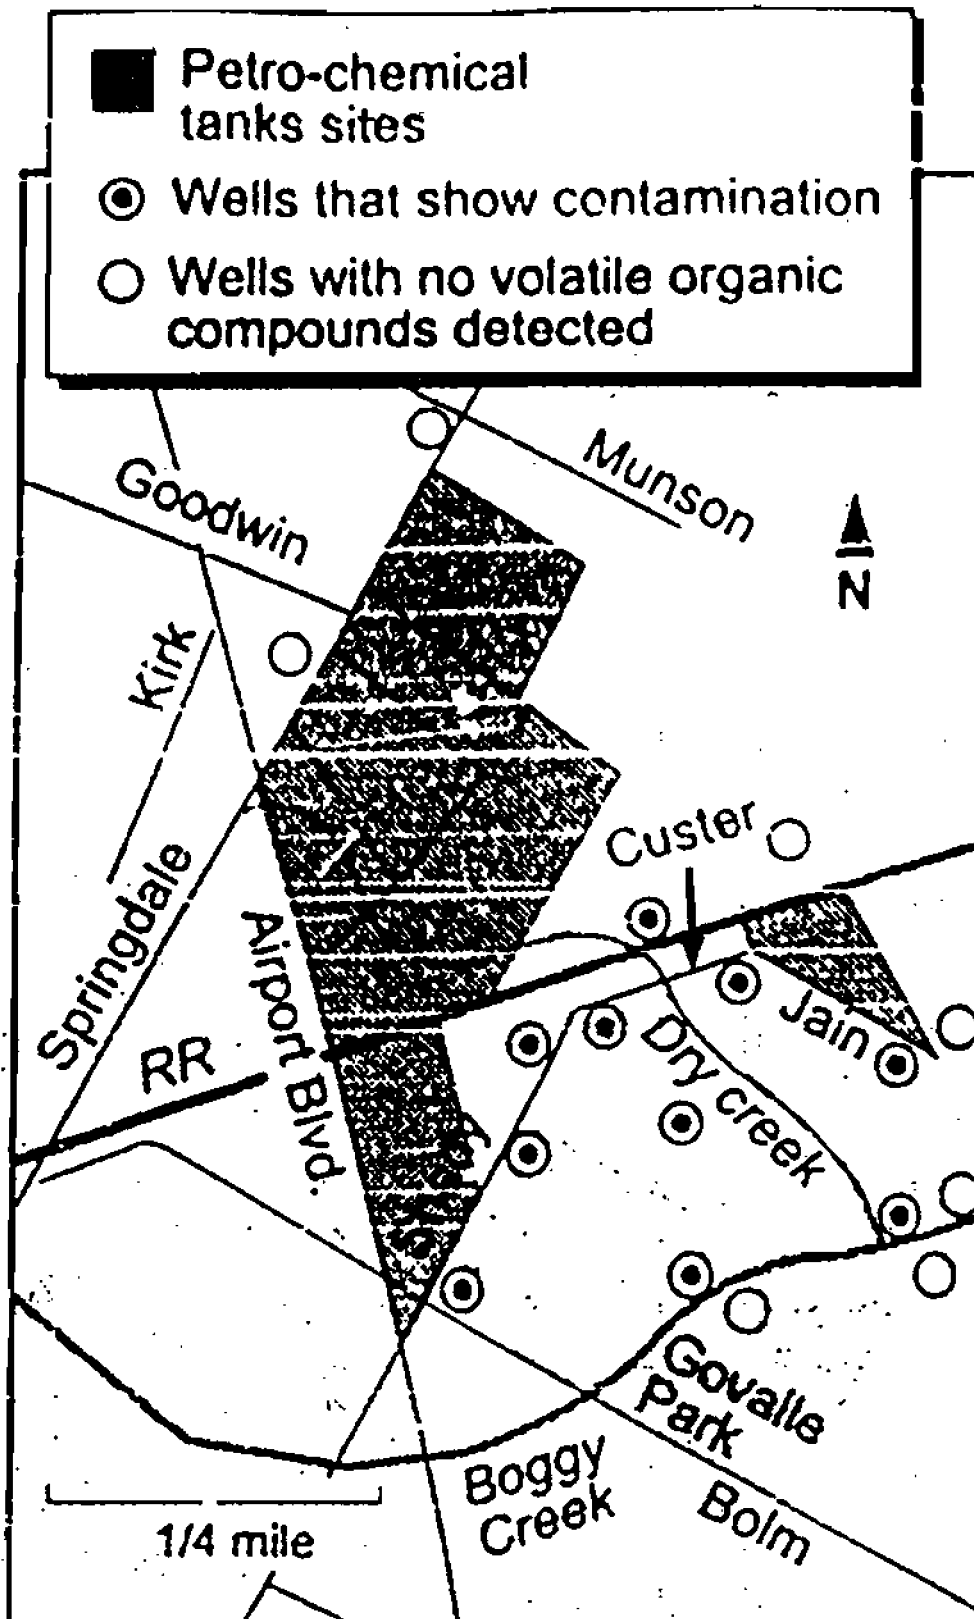 Petro-chemical
tanks sites
Wells that show contamination
Wells with no volatile organic
compounds detected
Munson
Goodwin
N
Kirk
Custer
Springdale
Airport Blvd.
Jain
RR
Dry creek
Govalle
Park
Boggy
Creek
Bolm
1/4 mile